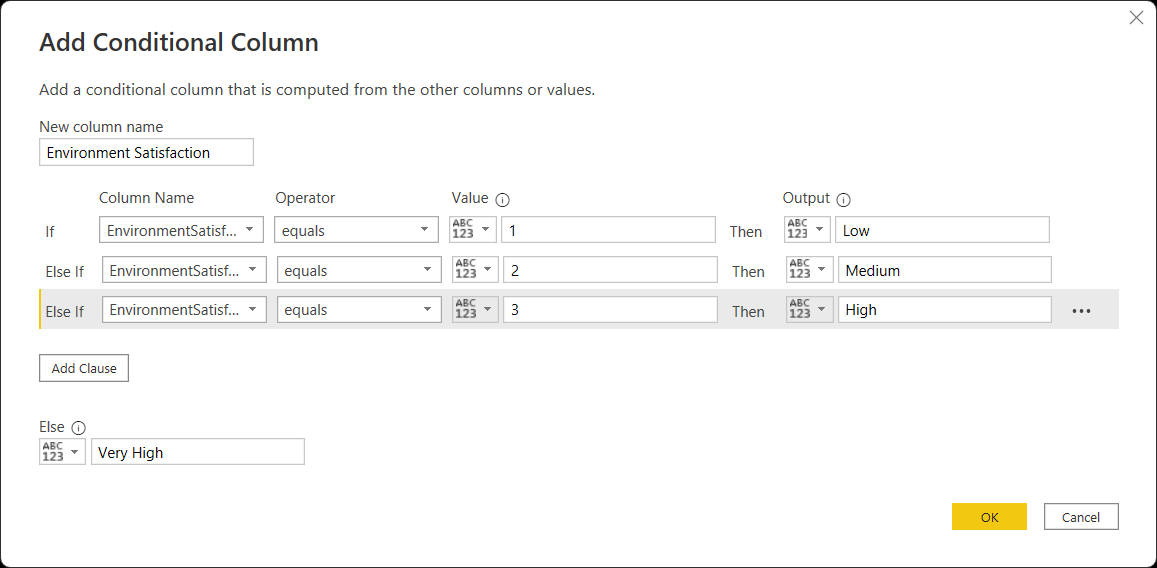 Add Conditional Column
Add a conditional column that is computed from the other columns or values.
New column name
Environment Satisfaction
Column Name Operator Value Output
If EnvironmentSatisf... equals ABC 123 1 Then ABC 123 Low
Else If EnvironmentSatisf... equals ABC 123 2 Then ABC 123 Medium
Else If EnvironmentSatisf... equals ABC 123 3 Then ABC 123 High
Add Clause
Else
ABC 123 Very High
OK Cancel